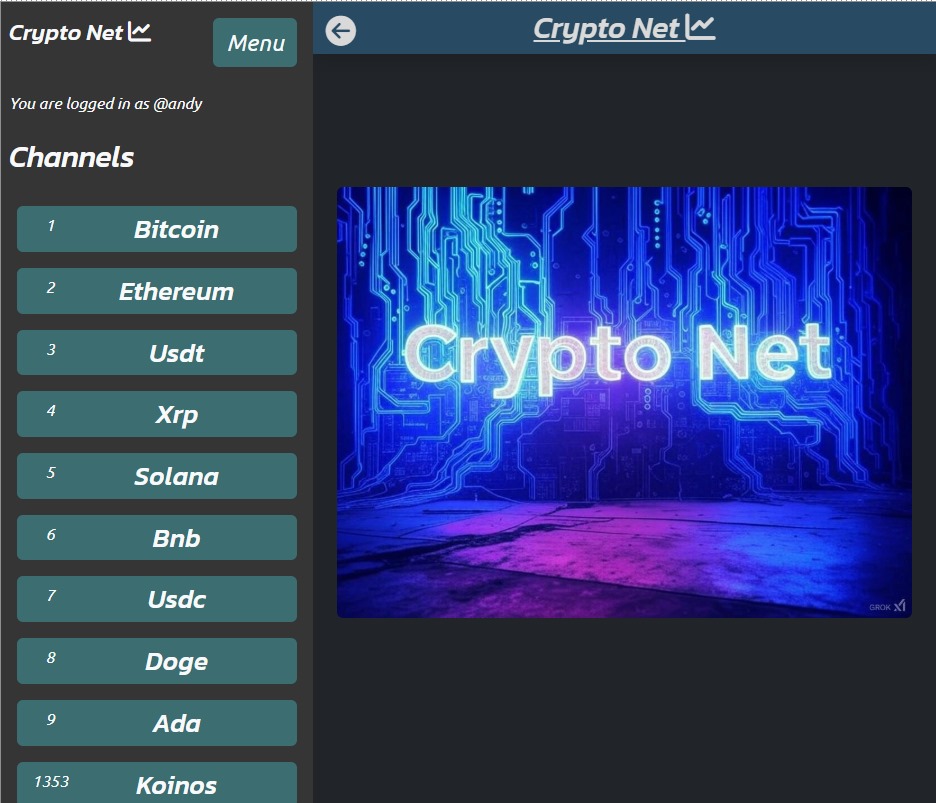 Crypto Net
Menu
You are logged in as @andy
Channels
1 Bitcoin
2 Ethereum
3 Usdt
4 Xrp
5 Solana
6 Bnb
7 Usdc
8 Doge
9 Ada
1353 Koinos
Crypto Net
Crypto Net
GROK